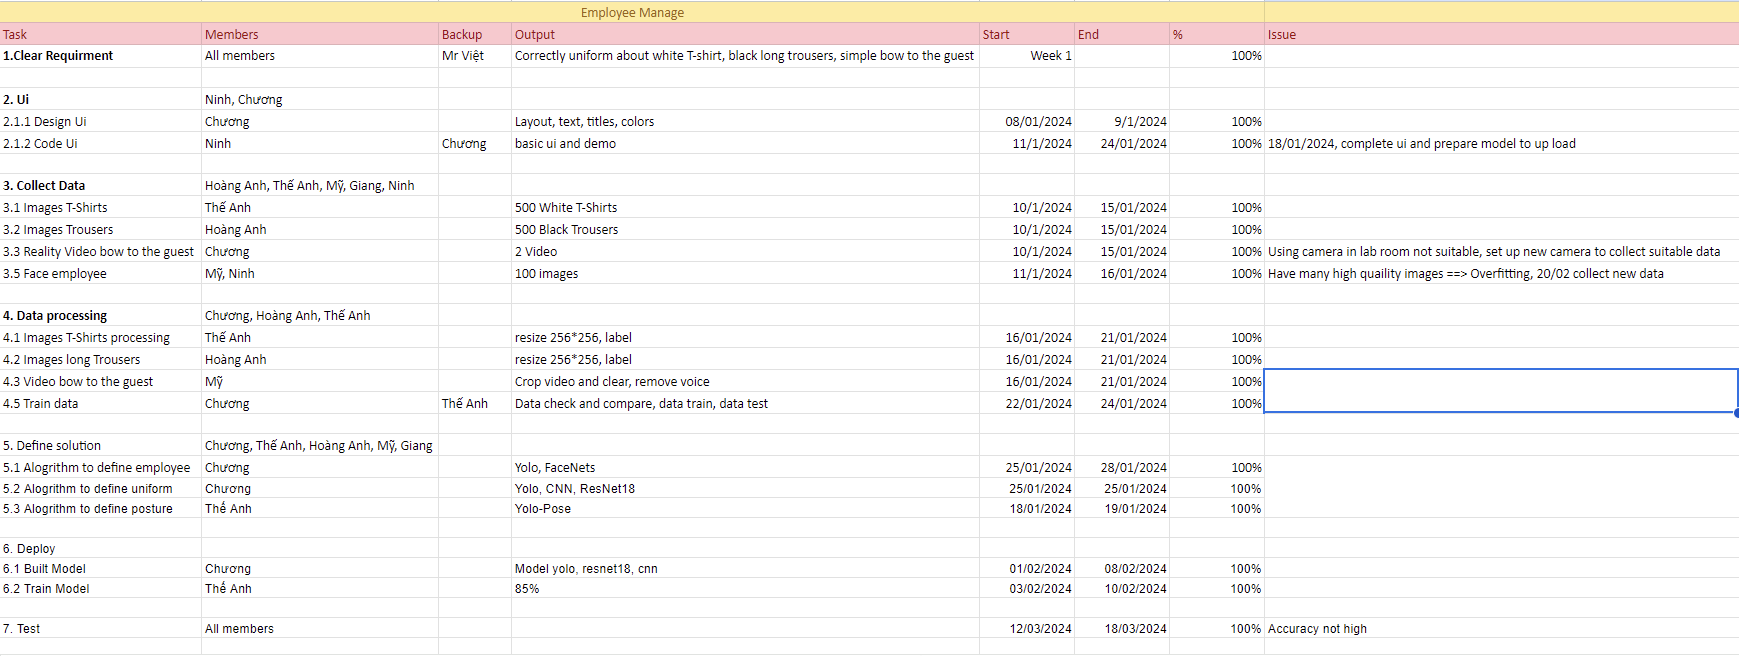 Employee Manage
Task Members Backup Output Start End % Issue
1.Clear Requirment All members Mr Việt Correctly uniform about white T-shirt, black long trousers, simple bow to the guest Week 1 100%
2. Ui Ninh, Chương
2.1.1 Design Ui Chương Layout, text, titles, colors 08/01/2024 9/1/2024 100%
2.1.2 Code Ui Ninh Chương basic ui and demo 11/1/2024 24/01/2024 100% 18/01/2024, complete ui and prepare model to up load
3. Collect Data Hoàng Anh, Thế Anh, Mỹ, Giang, Ninh
3.1 Images T-Shirts Thế Anh 500 White T-Shirts 10/1/2024 15/01/2024 100%
3.2 Images Trousers Hoàng Anh 500 Black Trousers 10/1/2024 15/01/2024 100%
3.3 Reality Video bow to the guest Chương 2 Video 10/1/2024 15/01/2024 100% Using camera in lab room not suitable, set up new camera to collect suitable data
3.5 Face employee Mỹ, Ninh 100 images 11/1/2024 16/01/2024 100% Have many high quaility images ==> Overfitting, 20/02 collect new data
4. Data processing Chương, Hoàng Anh, Thế Anh
4.1 Images T-Shirts processing Thế Anh resize 256*256, label 16/01/2024 21/01/2024 100%
4.2 Images long Trousers Hoàng Anh resize 256*256, label 16/01/2024 21/01/2024 100%
4.3 Video bow to the guest Mỹ Crop video and clear, remove voice 16/01/2024 21/01/2024 100%
4.5 Train data Chương Thế Anh Data check and compare, data train, data test 22/01/2024 24/01/2024 100%
5. Define solution Chương, Thế Anh, Hoàng Anh, Mỹ, Giang
5.1 Alogrithm to define employee Chương Yolo, FaceNets 25/01/2024 28/01/2024 100%
5.2 Alogrithm to define uniform Chương Yolo, CNN, ResNet18 25/01/2024 25/01/2024 100%
5.3 Alogrithm to define posture Thế Anh Yolo-Pose 18/01/2024 19/01/2024 100%
6. Deploy
6.1 Built Model Chương Model yolo, resnet18, cnn 01/02/2024 08/02/2024 100%
6.2 Train Model Thế Anh 85% 03/02/2024 10/02/2024 100%
7. Test All members 12/03/2024 18/03/2024 100% Accuracy not high